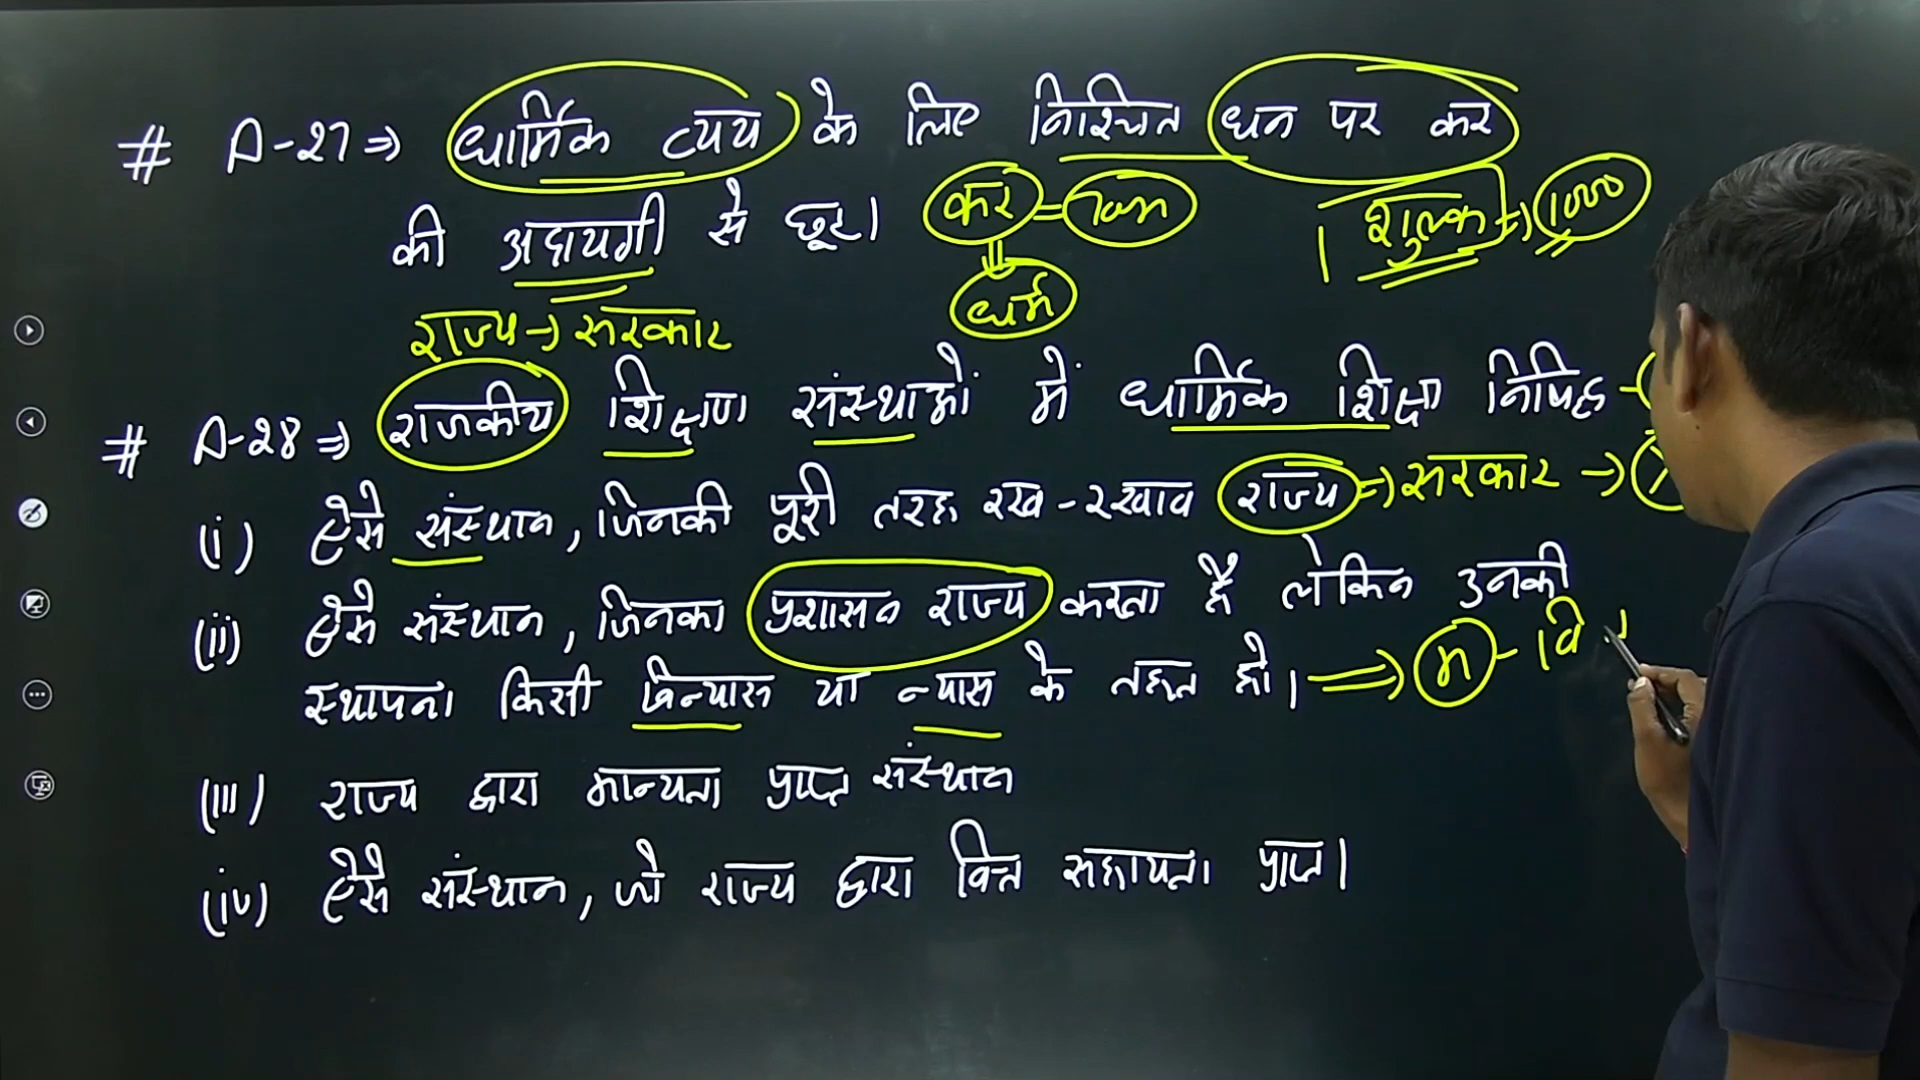 # A-27 ⇒ धार्मिक व्यय के लिए निश्चित धन पर कर
की अदायगी से छूट। कर = Tax | शुल्क ⇒ 1000
धर्म
राज्य → सरकार
# A-28 ⇒ राजकीय शिक्षण संस्थाओं में धार्मिक शिक्षा निषिद्ध -
(i) ऐसे संस्थान, जिनकी पूरी तरह रख-रखाव राज्य ⇒ सरकार →
(ii) ऐसे संस्थान, जिनका प्रशासन राज्य करता है लेकिन उनकी
स्थापना किसी विन्यास या न्यास के तहत हो। ⇒ - वि
(iii) राज्य द्वारा मान्यता प्राप्त संस्थान
(iv) ऐसे संस्थान, जो राज्य द्वारा वित्त सहायता प्राप्त।